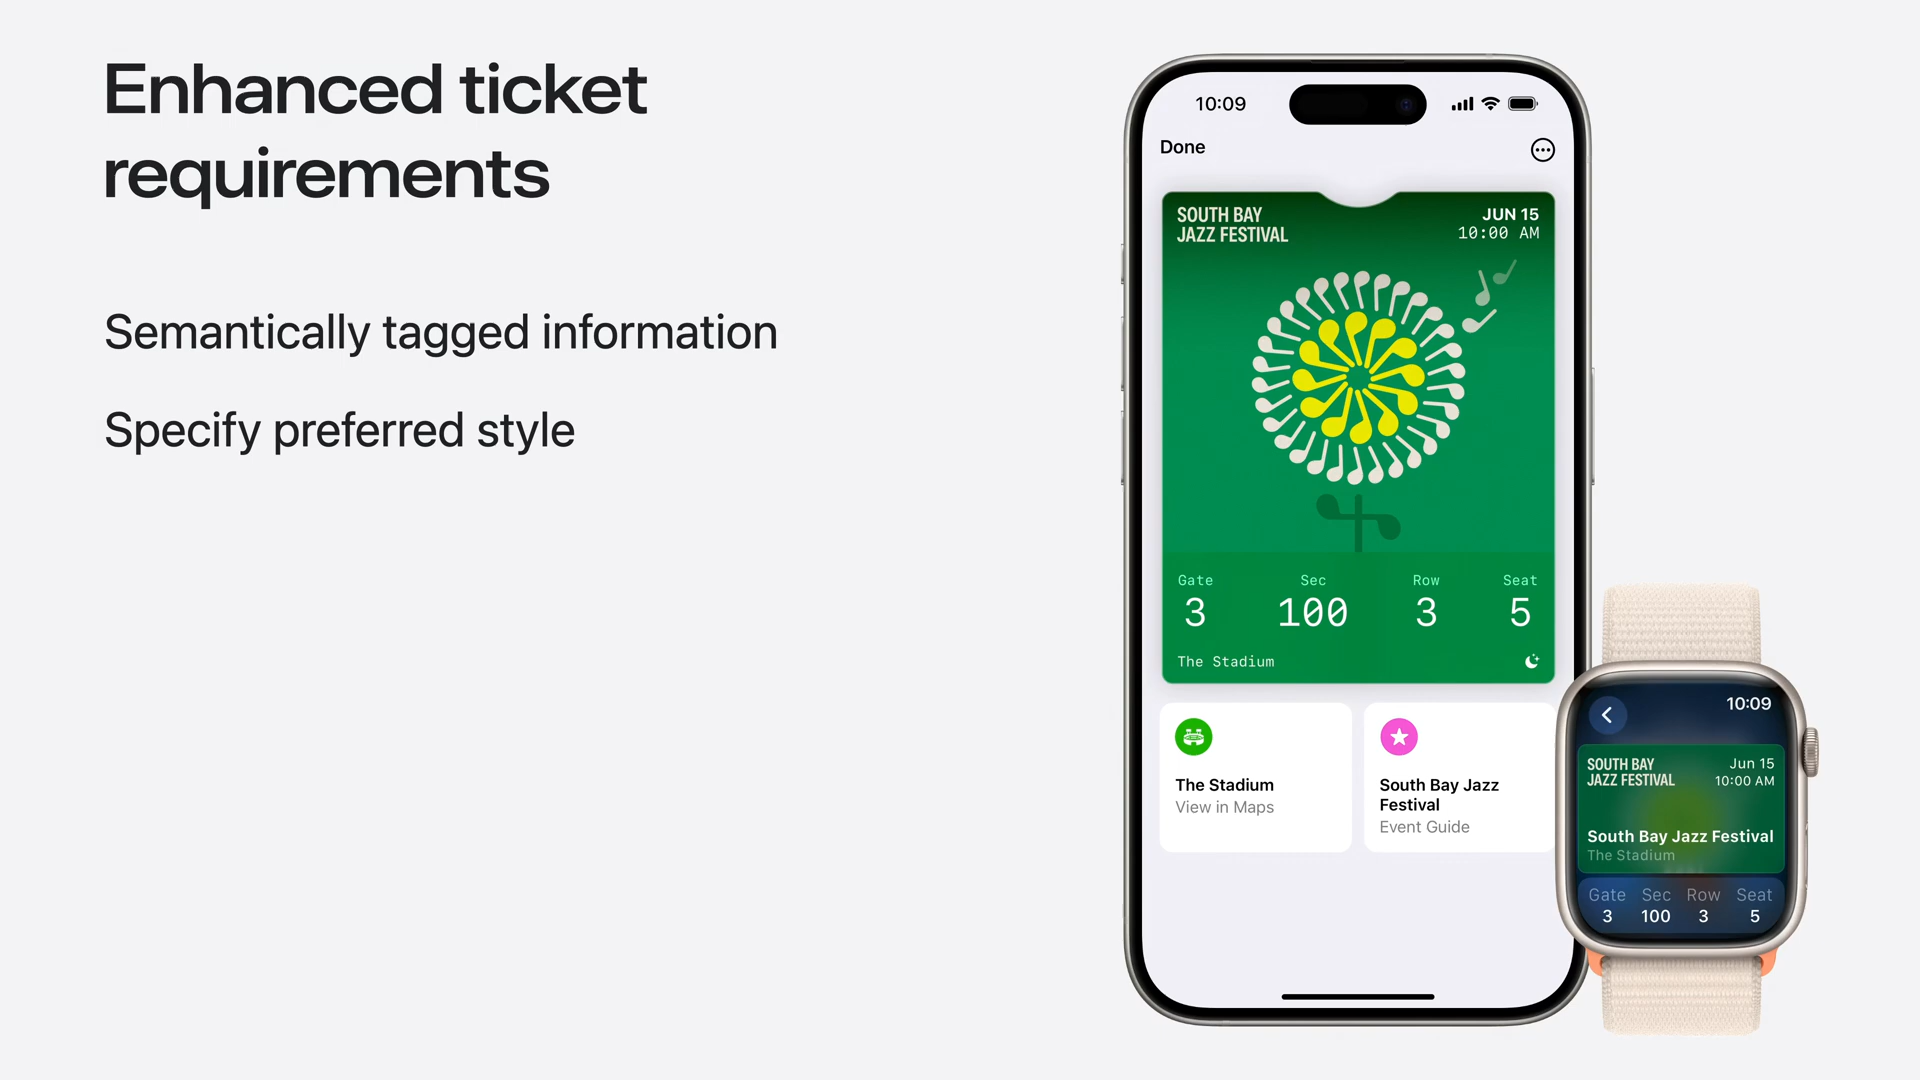 Enhanced ticket
requirements
Semantically tagged information
Specify preferred style
10:09
Done
SOUTH BAY
JAZZ FESTIVAL
JUN 15
10:00 AM
Gate Sec Row Seat
3 100 3 5
The Stadium
The Stadium
View in Maps
South Bay Jazz
Festival
Event Guide
10:09
SOUTH BAY
JAZZ FESTIVAL
Jun 15
10:00 AM
South Bay Jazz Festival
The Stadium
Gate Sec Row Seat
3 100 3 5